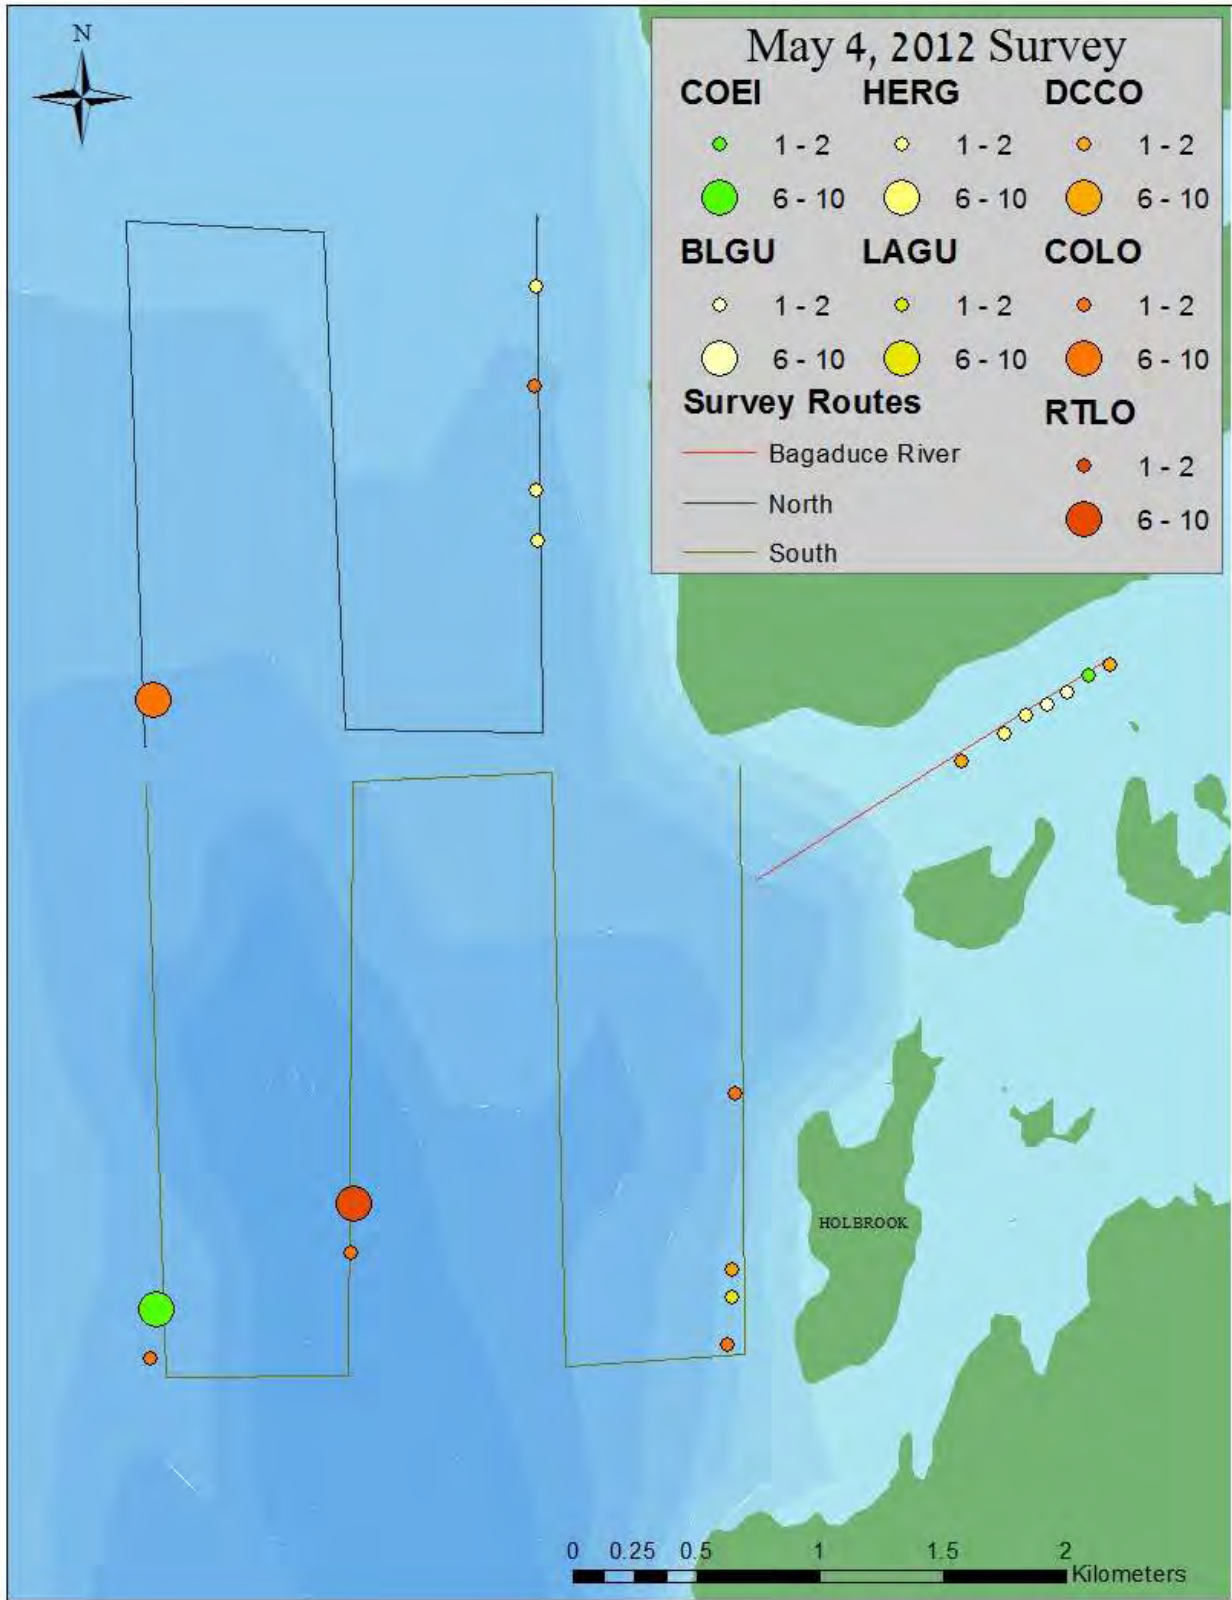 N
May 4, 2012 Survey
COEI HERG DCCO
1 - 2 1 - 2 1 - 2
6 - 10 6 - 10 6 - 10
BLGU LAGU COLO
1 - 2 1 - 2 1 - 2
6 - 10 6 - 10 6 - 10
Survey Routes RTLO
Bagaduce River 1 - 2
North 6 - 10
South
HOLBROOK
0 0.25 0.5 1 1.5 2
Kilometers